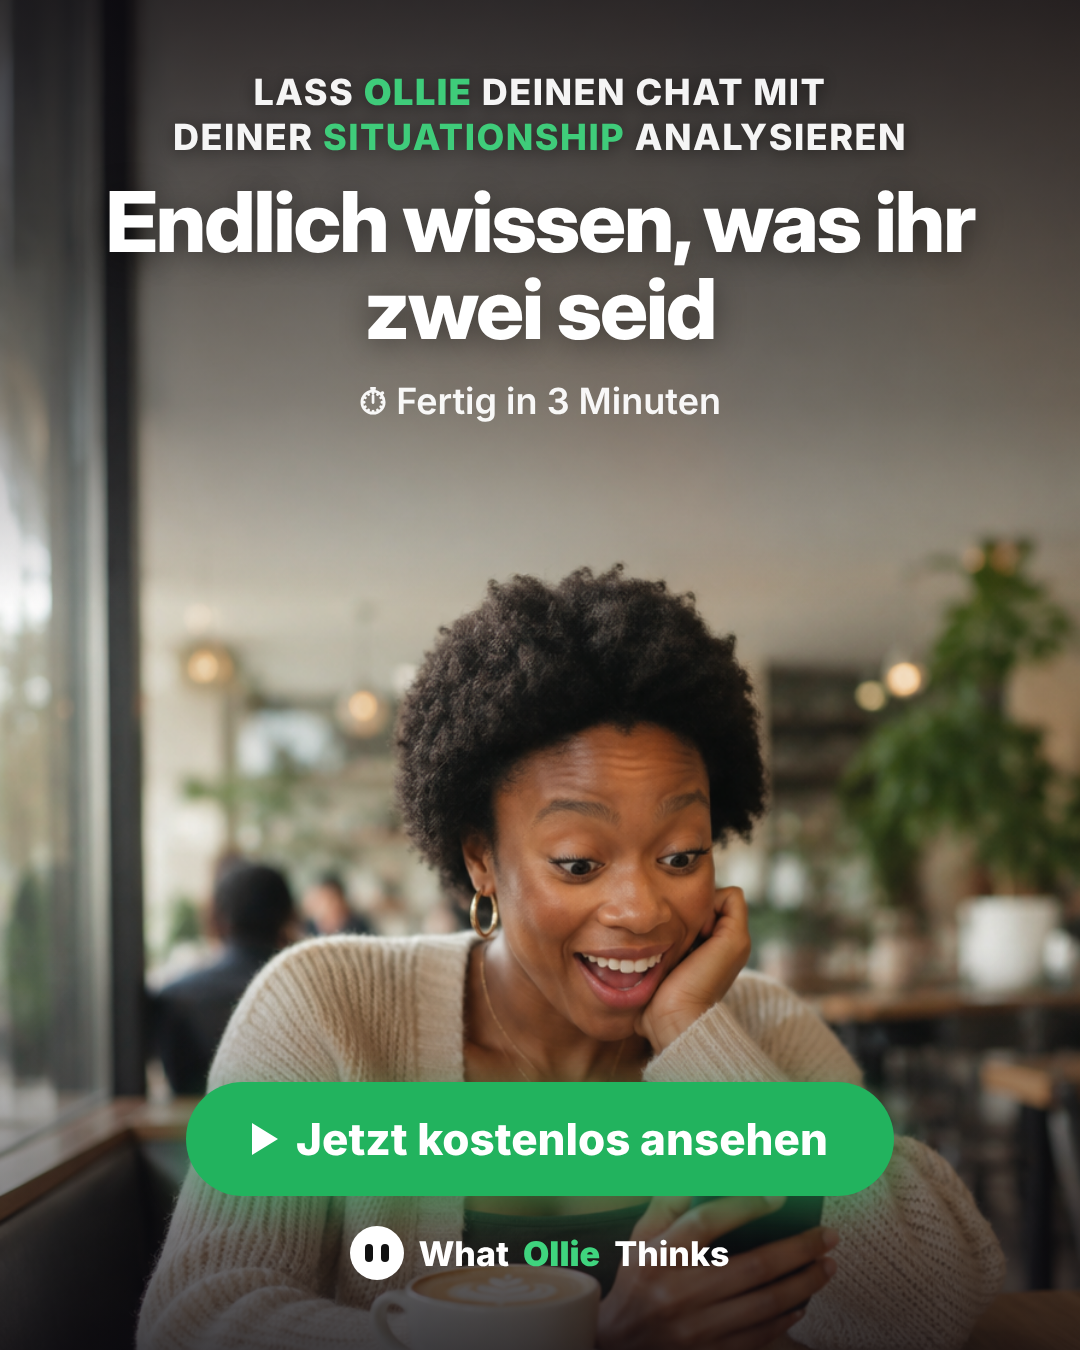 LASS OLLIE DEINEN CHAT MIT
DEINER SITUATIONSHIP ANALYSIEREN
Endlich wissen, was ihr
zwei seid
⏱ Fertig in 3 Minuten
▶ Jetzt kostenlos ansehen
What Ollie Thinks